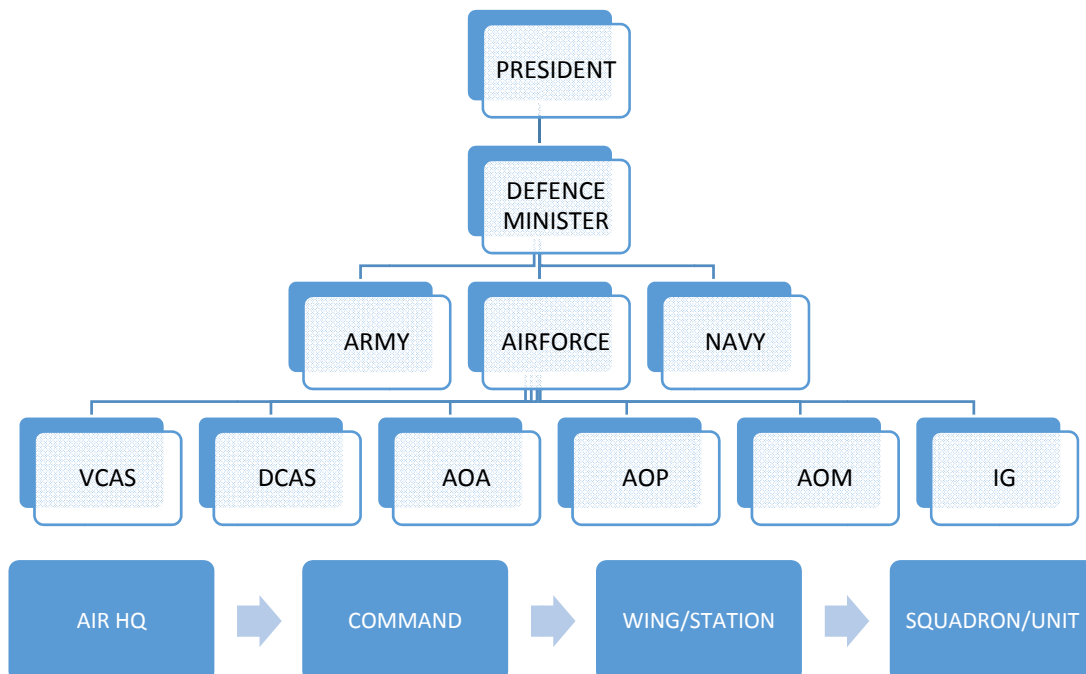 PRESIDENT
DEFENCE
MINISTER
ARMY
AIRFORCE
NAVY
VCAS
DCAS
AOA
AOP
AOM
IG
AIR HQ
COMMAND
WING/STATION
SQUADRON/UNIT